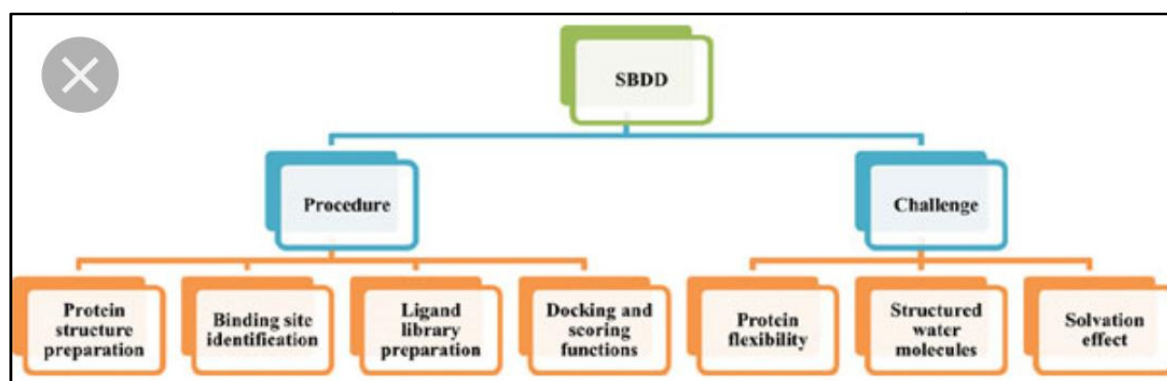 SBDD
Procedure
Challenge
Protein
structure
preparation
Binding site
identification
Ligand
library
preparation
Docking and
scoring
functions
Protein
flexibility
Structured
water
molecules
Solvation
effect